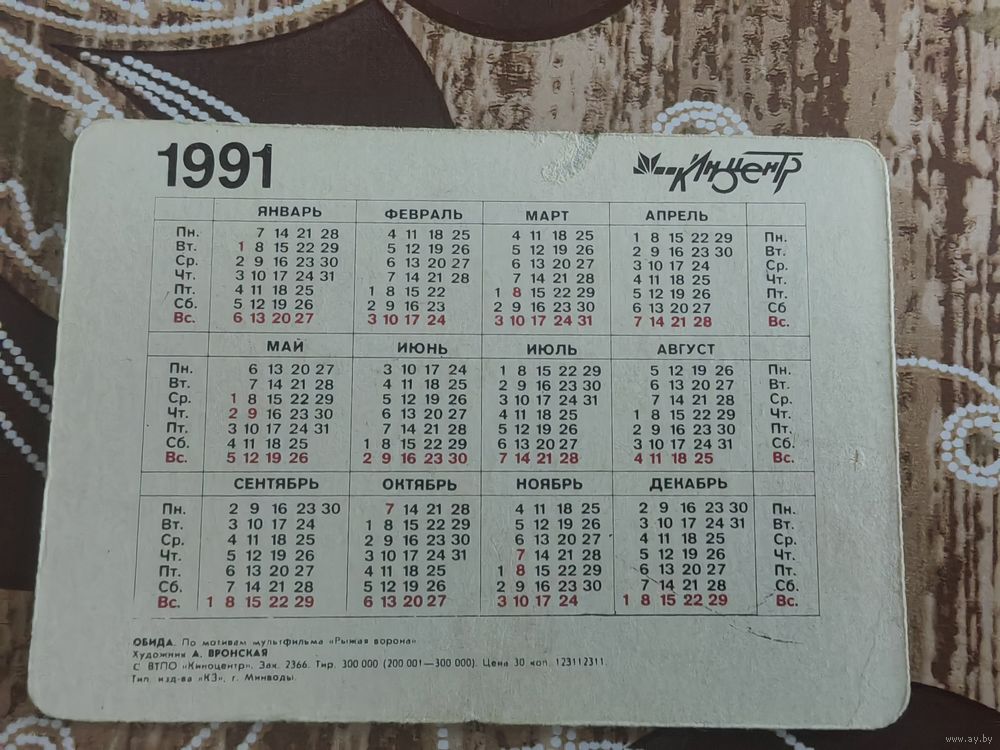 1991 Киноцентр
ЯНВАРЬ ФЕВРАЛЬ МАРТ АПРЕЛЬ
Пн. 7 14 21 28 4 11 18 25 4 11 18 25 1 8 15 22 29 Пн.
Вт. 1 8 15 22 29 5 12 19 26 5 12 19 26 2 9 16 23 30 Вт.
Ср. 2 9 16 23 30 6 13 20 27 6 13 20 27 3 10 17 24 Ср.
Чт. 3 10 17 24 31 7 14 21 28 7 14 21 28 4 11 18 25 Чт.
Пт. 4 11 18 25 1 8 15 22 1 8 15 22 29 5 12 19 26 Пт.
Сб. 5 12 19 26 2 9 16 23 2 9 16 23 30 6 13 20 27 Сб.
Вс. 6 13 20 27 3 10 17 24 3 10 17 24 31 7 14 21 28 Вс.
МАЙ ИЮНЬ ИЮЛЬ АВГУСТ
Пн. 6 13 20 27 3 10 17 24 1 8 15 22 29 5 12 19 26 Пн.
Вт. 7 14 21 28 4 11 18 25 2 9 16 23 30 6 13 20 27 Вт.
Ср. 1 8 15 22 29 5 12 19 26 3 10 17 24 31 7 14 21 28 Ср.
Чт. 2 9 16 23 30 6 13 20 27 4 11 18 25 1 8 15 22 29 Чт.
Пт. 3 10 17 24 31 7 14 21 28 5 12 19 26 2 9 16 23 30 Пт.
Сб. 4 11 18 25 1 8 15 22 29 6 13 20 27 3 10 17 24 31 Сб.
Вс. 5 12 19 26 2 9 16 23 30 7 14 21 28 4 11 18 25 Вс.
СЕНТЯБРЬ ОКТЯБРЬ НОЯБРЬ ДЕКАБРЬ
Пн. 2 9 16 23 30 7 14 21 28 4 11 18 25 2 9 16 23 30 Пн.
Вт. 3 10 17 24 1 8 15 22 29 5 12 19 26 3 10 17 24 31 Вт.
Ср. 4 11 18 25 2 9 16 23 30 6 13 20 27 4 11 18 25 Ср.
Чт. 5 12 19 26 3 10 17 24 31 7 14 21 28 5 12 19 26 Чт.
Пт. 6 13 20 27 4 11 18 25 1 8 15 22 29 6 13 20 27 Пт.
Сб. 7 14 21 28 5 12 19 26 2 9 16 23 30 7 14 21 28 Сб.
Вс. 1 8 15 22 29 6 13 20 27 3 10 17 24 1 8 15 22 29 Вс.
ОБИДА. По мотивам мультфильма «Рыжая ворона»
Художник А. ВРОНСКАЯ
С ВТПО «Киноцентр». Зак. 2366. Тир. 300 000 (200 001—300 000). Цена 30 коп. 123112311.
Тип. изд-ва «КЗ», г. Минводы.
www.ay.by